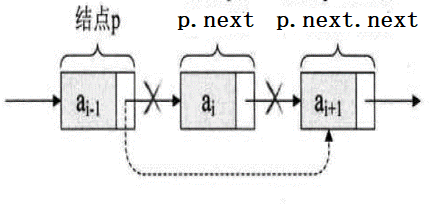 结点p p.next p.next.next
aᵢ₋₁ aᵢ aᵢ₊₁